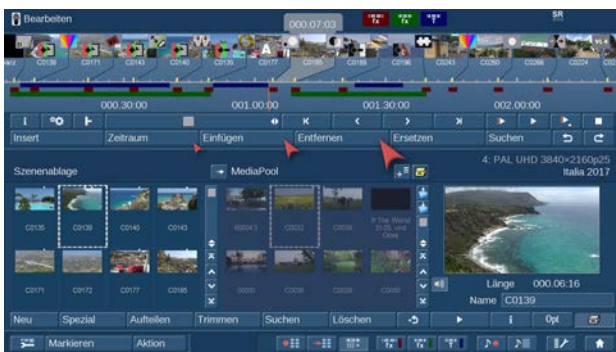 Bearbeiten
000.07:03
SR
C0139 C0171 C0143 C0135 C0177 C0185 C0189 C0196 C0243 C0260 C0266 C0224
000.30:00 001.00:00 001.30:00 002.00:00
Insert Zeitraum Einfügen Entfernen Ersetzen Suchen
4: PAL UHD 3840×2160p25
Szenenablage MediaPool Italia 2017
C0135 C0139 C0140 C0143 C0032
C0171 C0172 C0177 C0185
Länge 000.06:16
Name C0139
Neu Spezial Aufteilen Trimmen Suchen Löschen i Opt
Markieren Aktion